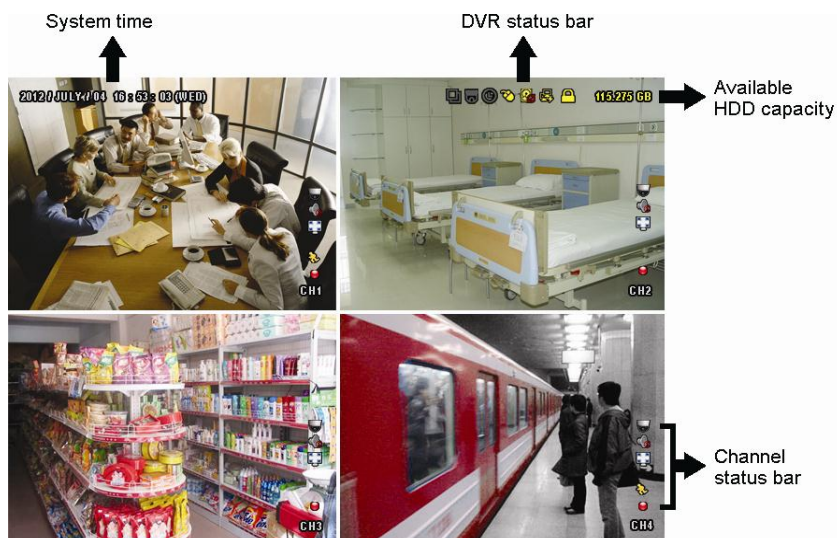 System time
DVR status bar
2012 / JULY / 04 16 : 53 : 03 (WED)
115.275 GB
Available
HDD capacity
CH1
CH2
CH3
CH4
Channel
status bar